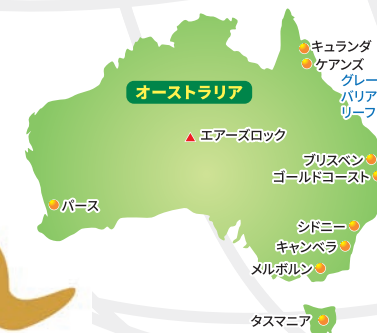 キュランダ
ケアンズ
グレー
バリア
リーフ
オーストラリア
エアーズロック
ブリスベン
ゴールドコースト
パース
シドニー
キャンベラ
メルボルン
タスマニア